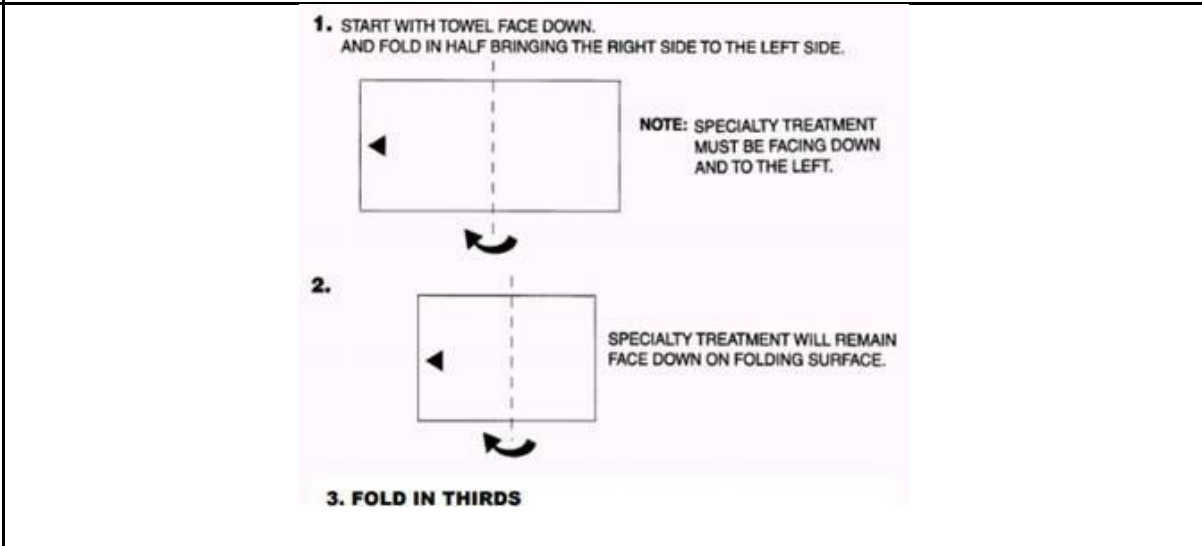 1. START WITH TOWEL FACE DOWN.
AND FOLD IN HALF BRINGING THE RIGHT SIDE TO THE LEFT SIDE.
NOTE: SPECIALTY TREATMENT
MUST BE FACING DOWN
AND TO THE LEFT.
2.
SPECIALTY TREATMENT WILL REMAIN
FACE DOWN ON FOLDING SURFACE.
3. FOLD IN THIRDS